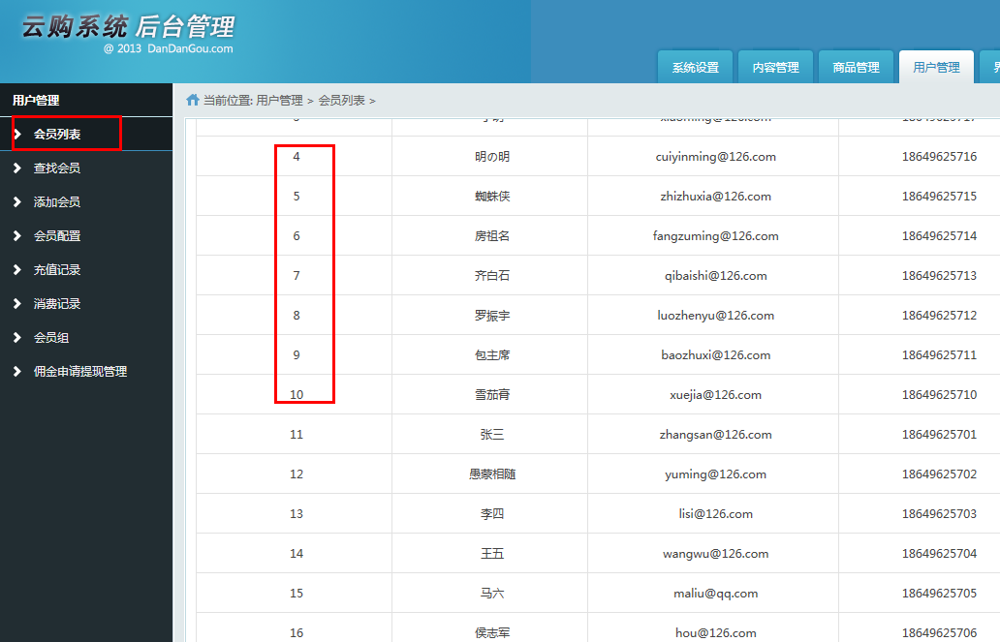 云购系统 后台管理
@ 2013 DanDanGou.com
系统设置 内容管理 商品管理 用户管理
用户管理
当前位置: 用户管理 > 会员列表 >
会员列表
查找会员
添加会员
会员配置
充值记录
消费记录
会员组
佣金申请提现管理
4 明の明 cuiyinming@126.com 18649625716
5 蜘蛛侠 zhizhuxia@126.com 18649625715
6 房祖名 fangzuming@126.com 18649625714
7 齐白石 qibaishi@126.com 18649625713
8 罗振宇 luozhenyu@126.com 18649625712
9 包主席 baozhuxi@126.com 18649625711
10 雪茄膏 xuejia@126.com 18649625710
11 张三 zhangsan@126.com 18649625701
12 愚蒙相随 yuming@126.com 18649625702
13 李四 lisi@126.com 18649625703
14 王五 wangwu@126.com 18649625704
15 马六 maliu@qq.com 18649625705
16 侯志军 hou@126.com 18649625706